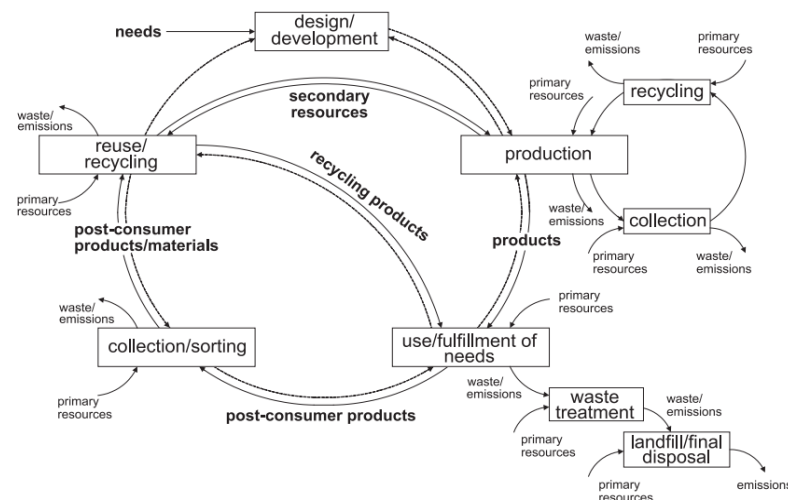 needs
design/
development
waste/
emissions
primary
resources
recycling
primary
resources
secondary
resources
waste/
emissions
reuse/
recycling
production
primary
resources
recycling products
waste/
emissions
collection
post-consumer
products/materials
products
primary
resources
waste/
emissions
waste/
emissions
primary
resources
collection/sorting
use/fulfillment of
needs
primary
resources
waste/
emissions
post-consumer products
waste
treatment
waste/
emissions
primary
resources
landfill/final
disposal
primary
resources
emissions